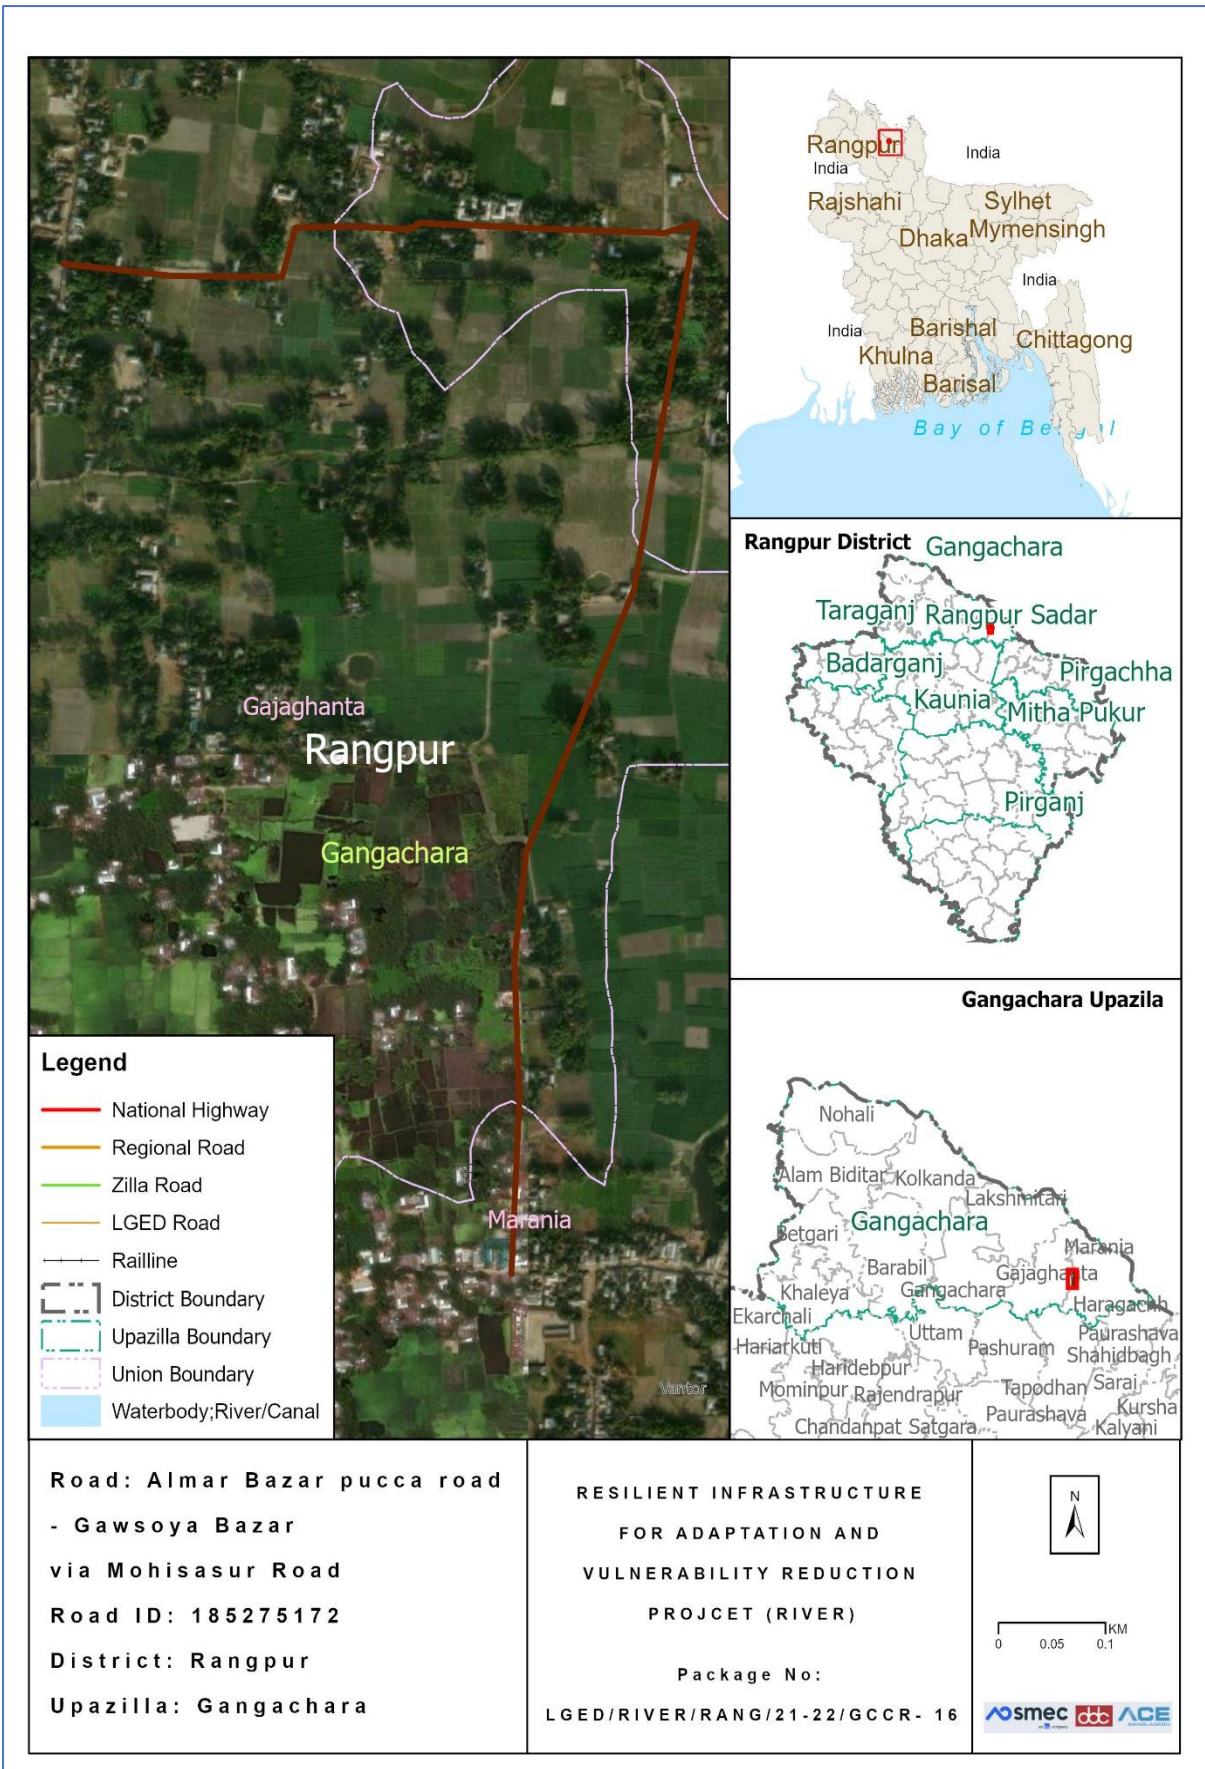 Gajaghanta
Rangpur
Gangachara
Marania
Vantor
Legend
National Highway
Regional Road
Zilla Road
LGED Road
Railline
District Boundary
Upazilla Boundary
Union Boundary
Waterbody;River/Canal
Rangpur
India
India
Rajshahi
Sylhet
Dhaka
Mymensingh
India
India
Barishal
Chittagong
Khulna
Barisal
Bay of Bengal
Rangpur District
Gangachara
Taraganj
Rangpur Sadar
Badarganj
Pirgachha
Kaunia
Mitha Pukur
Pirganj
Gangachara Upazila
Nohali
Alam Biditar
Kolkanda
Lakshmitari
Gangachara
Betgari
Marania
Barabil
Gajaghanta
Khaleya
Gangachara
Haragachh
Ekarchali
Paurashava
Uttam
Hariarkuti
Pashuram
Shahidbagh
Haridebpur
Mominpur
Rajendrapur
Tapodhan
Sarai
Kursha
Paurashava
Chandanpat
Satgara
Kalyani
Road: Almar Bazar pucca road
- Gawsoya Bazar
via Mohisasur Road
Road ID: 185275172
District: Rangpur
Upazilla: Gangachara
RESILIENT INFRASTRUCTURE
FOR ADAPTATION AND
VULNERABILITY REDUCTION
PROJCET (RIVER)
Package No:
LGED/RIVER/RANG/21-22/GCCR- 16
N
KM
0 0.05 0.1
smec
ddc
ACE
BANGLADESH